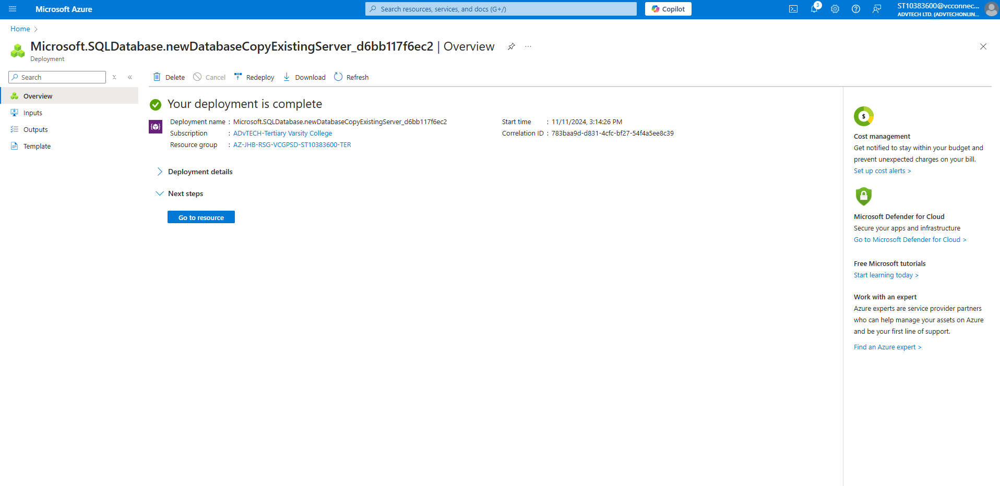 Microsoft Azure
Search resources, services, and docs (G+/)
Copilot
3
ST10383600@vcconnec...
ADVTECH LTD. (ADVTECHONLIN...
Home
Microsoft.SQLDatabase.newDatabaseCopyExistingServer_d6bb117f6ec2 | Overview
Deployment
Search
Overview
Inputs
Outputs
Template
Delete
Cancel
Redeploy
Download
Refresh
Your deployment is complete
Deployment name : Microsoft.SQLDatabase.newDatabaseCopyExistingServer_d6bb117f6ec2
Subscription : ADvTECH-Tertiary Varsity College
Resource group : AZ-JHB-RSG-VCGPSD-ST10383600-TER
Start time : 11/11/2024, 3:14:26 PM
Correlation ID : 783baa9d-d831-4cfc-bf27-54f4a5ee8c39
Deployment details
Next steps
Go to resource
Cost management
Get notified to stay within your budget and
prevent unexpected charges on your bill.
Set up cost alerts >
Microsoft Defender for Cloud
Secure your apps and infrastructure
Go to Microsoft Defender for Cloud >
Free Microsoft tutorials
Start learning today >
Work with an expert
Azure experts are service provider partners
who can help manage your assets on Azure
and be your first line of support.
Find an Azure expert >